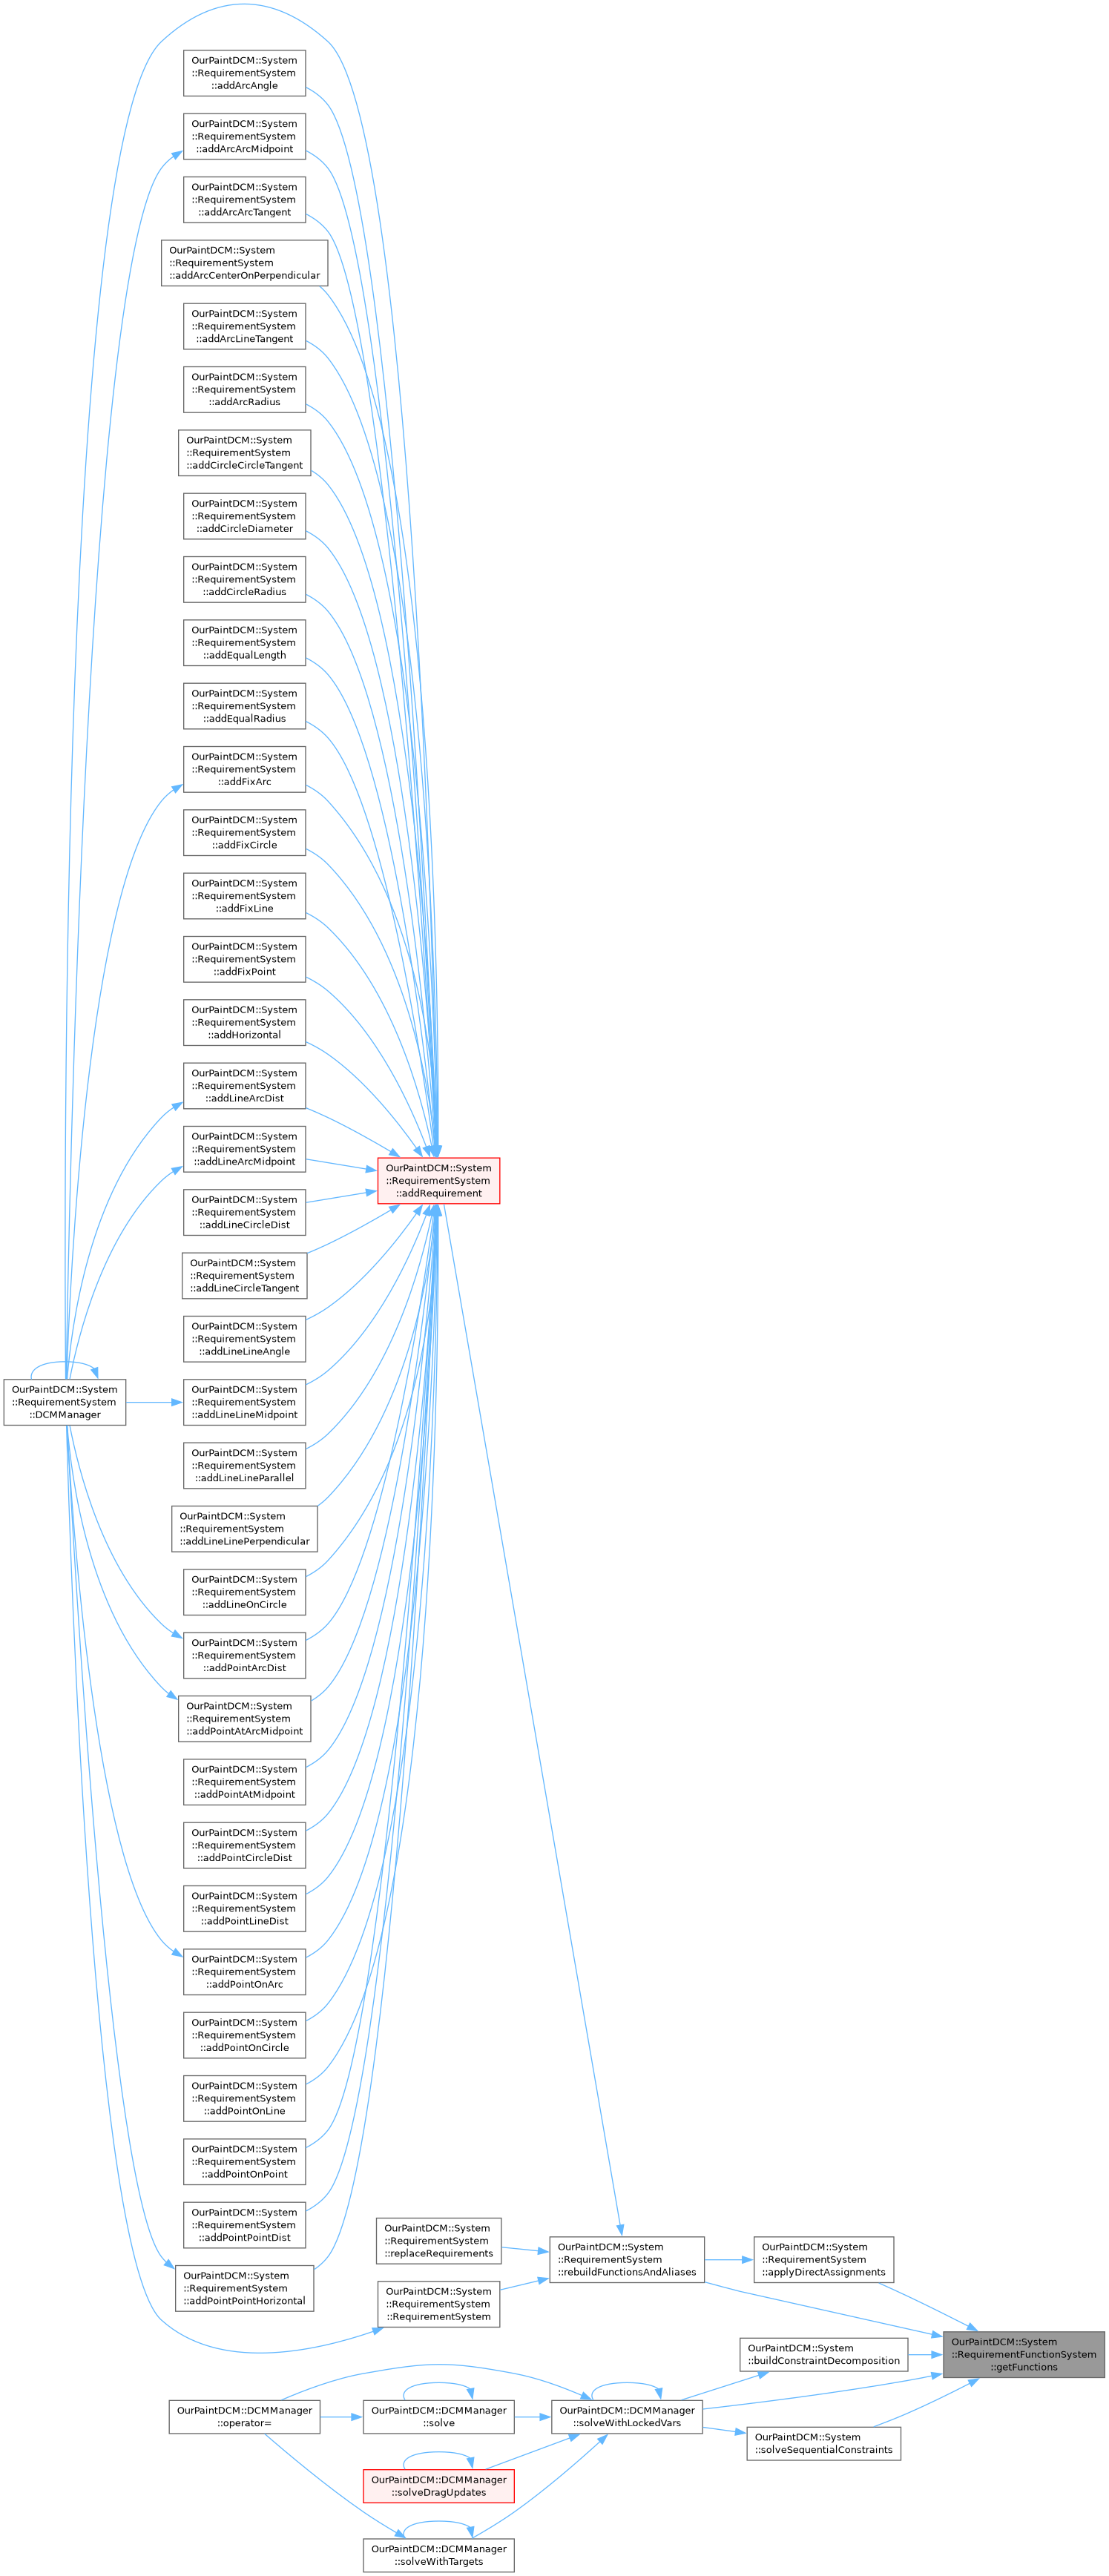 OurPaintDCM::System
::RequirementSystem
::addArcAngle
OurPaintDCM::System
::RequirementSystem
::addArcArcMidpoint
OurPaintDCM::System
::RequirementSystem
::addArcArcTangent
OurPaintDCM::System
::RequirementSystem
::addArcCenterOnPerpendicular
OurPaintDCM::System
::RequirementSystem
::addArcLineTangent
OurPaintDCM::System
::RequirementSystem
::addArcRadius
OurPaintDCM::System
::RequirementSystem
::addCircleCircleTangent
OurPaintDCM::System
::RequirementSystem
::addCircleDiameter
OurPaintDCM::System
::RequirementSystem
::addCircleRadius
OurPaintDCM::System
::RequirementSystem
::addEqualLength
OurPaintDCM::System
::RequirementSystem
::addEqualRadius
OurPaintDCM::System
::RequirementSystem
::addFixArc
OurPaintDCM::System
::RequirementSystem
::addFixCircle
OurPaintDCM::System
::RequirementSystem
::addFixLine
OurPaintDCM::System
::RequirementSystem
::addFixPoint
OurPaintDCM::System
::RequirementSystem
::addHorizontal
OurPaintDCM::System
::RequirementSystem
::addLineArcDist
OurPaintDCM::System
::RequirementSystem
::addLineArcMidpoint
OurPaintDCM::System
::RequirementSystem
::addRequirement
OurPaintDCM::System
::RequirementSystem
::addLineCircleDist
OurPaintDCM::System
::RequirementSystem
::addLineCircleTangent
OurPaintDCM::System
::RequirementSystem
::addLineLineAngle
OurPaintDCM::System
::RequirementSystem
::DCMManager
OurPaintDCM::System
::RequirementSystem
::addLineLineMidpoint
OurPaintDCM::System
::RequirementSystem
::addLineLineParallel
OurPaintDCM::System
::RequirementSystem
::addLineLinePerpendicular
OurPaintDCM::System
::RequirementSystem
::addLineOnCircle
OurPaintDCM::System
::RequirementSystem
::addPointArcDist
OurPaintDCM::System
::RequirementSystem
::addPointAtArcMidpoint
OurPaintDCM::System
::RequirementSystem
::addPointAtMidpoint
OurPaintDCM::System
::RequirementSystem
::addPointCircleDist
OurPaintDCM::System
::RequirementSystem
::addPointLineDist
OurPaintDCM::System
::RequirementSystem
::addPointOnArc
OurPaintDCM::System
::RequirementSystem
::addPointOnCircle
OurPaintDCM::System
::RequirementSystem
::addPointOnLine
OurPaintDCM::System
::RequirementSystem
::addPointOnPoint
OurPaintDCM::System
::RequirementSystem
::addPointPointDist
OurPaintDCM::System
::RequirementSystem
::addPointPointHorizontal
OurPaintDCM::System
::RequirementSystem
::replaceRequirements
OurPaintDCM::System
::RequirementSystem
::RequirementSystem
OurPaintDCM::System
::RequirementSystem
::rebuildFunctionsAndAliases
OurPaintDCM::System
::RequirementSystem
::applyDirectAssignments
OurPaintDCM::System
::RequirementFunctionSystem
::getFunctions
OurPaintDCM::System
::buildConstraintDecomposition
OurPaintDCM::DCMManager
::operator=
OurPaintDCM::DCMManager
::solve
OurPaintDCM::DCMManager
::solveWithLockedVars
OurPaintDCM::System
::solveSequentialConstraints
OurPaintDCM::DCMManager
::solveDragUpdates
OurPaintDCM::DCMManager
::solveWithTargets